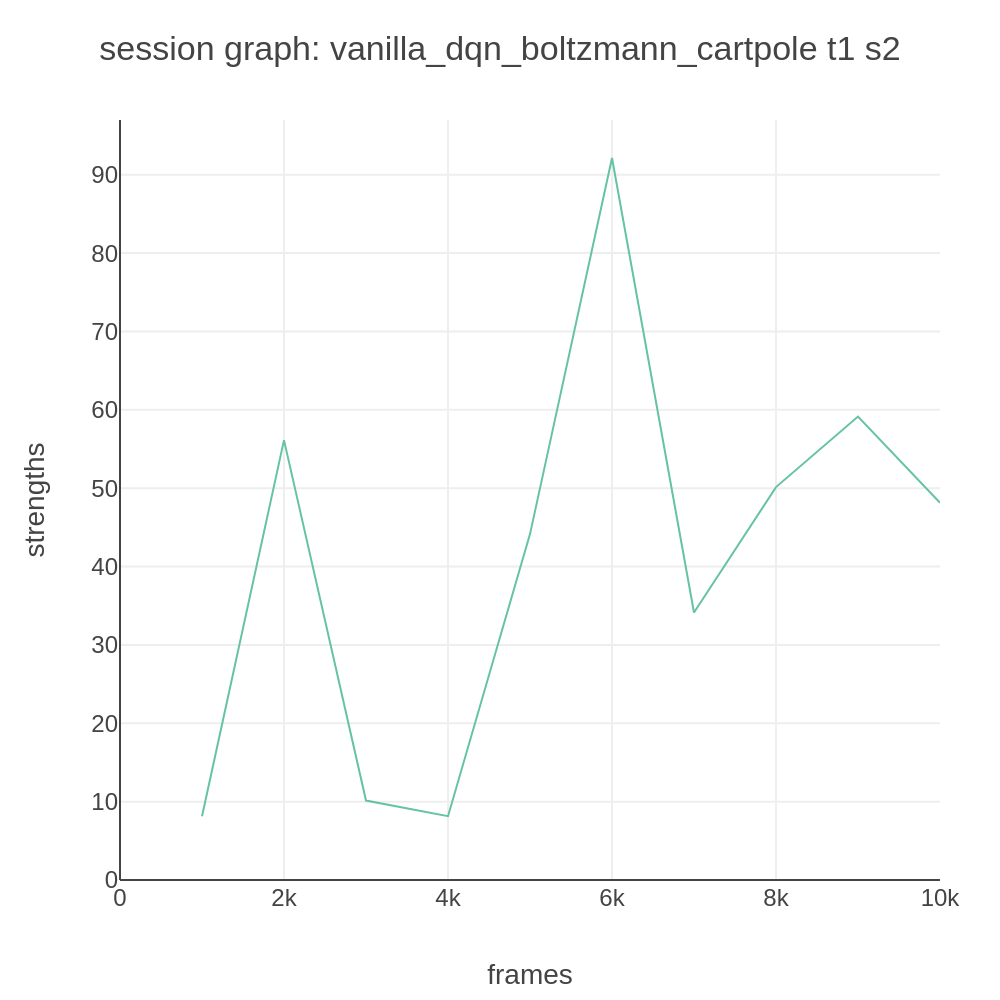 session graph: vanilla_dqn_boltzmann_cartpole t1 s2
90
80
70
60
50
40
30
20
10
0
strengths
0 2k 4k 6k 8k 10k
frames